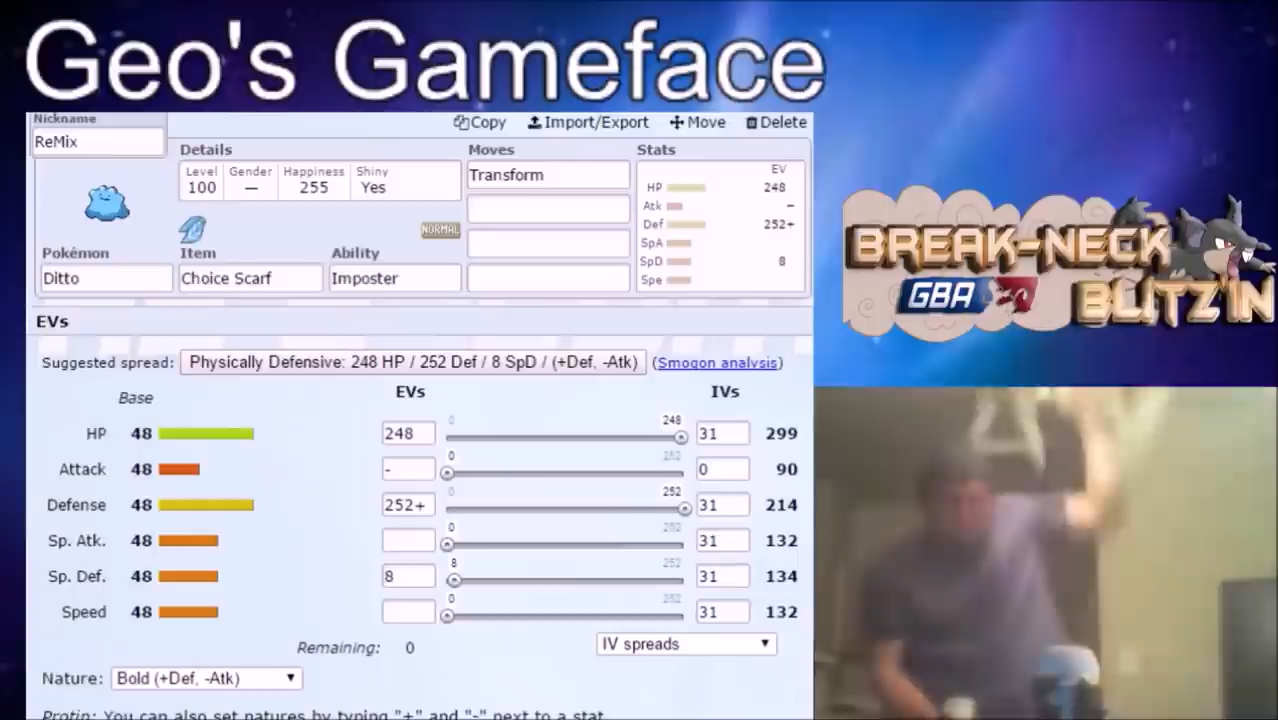 Geo's Gameface
Nickname
ReMix
Copy Import/Export Move Delete
Details
Level Gender Happiness Shiny
100 — 255 Yes
NORMAL
Pokémon Item Ability
Ditto Choice Scarf Imposter
Moves
Transform
Stats
EV
HP 248
Atk –
Def 252+
SpA
SpD 8
Spe
BREAK-NECK
GBA BLITZ'IN
EVs
Suggested spread: Physically Defensive: 248 HP / 252 Def / 8 SpD / (+Def, -Atk) (Smogon analysis)
Base EVs IVs
HP 48 248 0 248 31 299
Attack 48 - 0 252 0 90
Defense 48 252+ 0 252 31 214
Sp. Atk. 48 0 252 31 132
Sp. Def. 48 8 8 252 31 134
Speed 48 0 252 31 132
Remaining: 0 IV spreads
Nature: Bold (+Def, -Atk)
Protip: You can also set natures by typing "+" and "-" next to a stat.